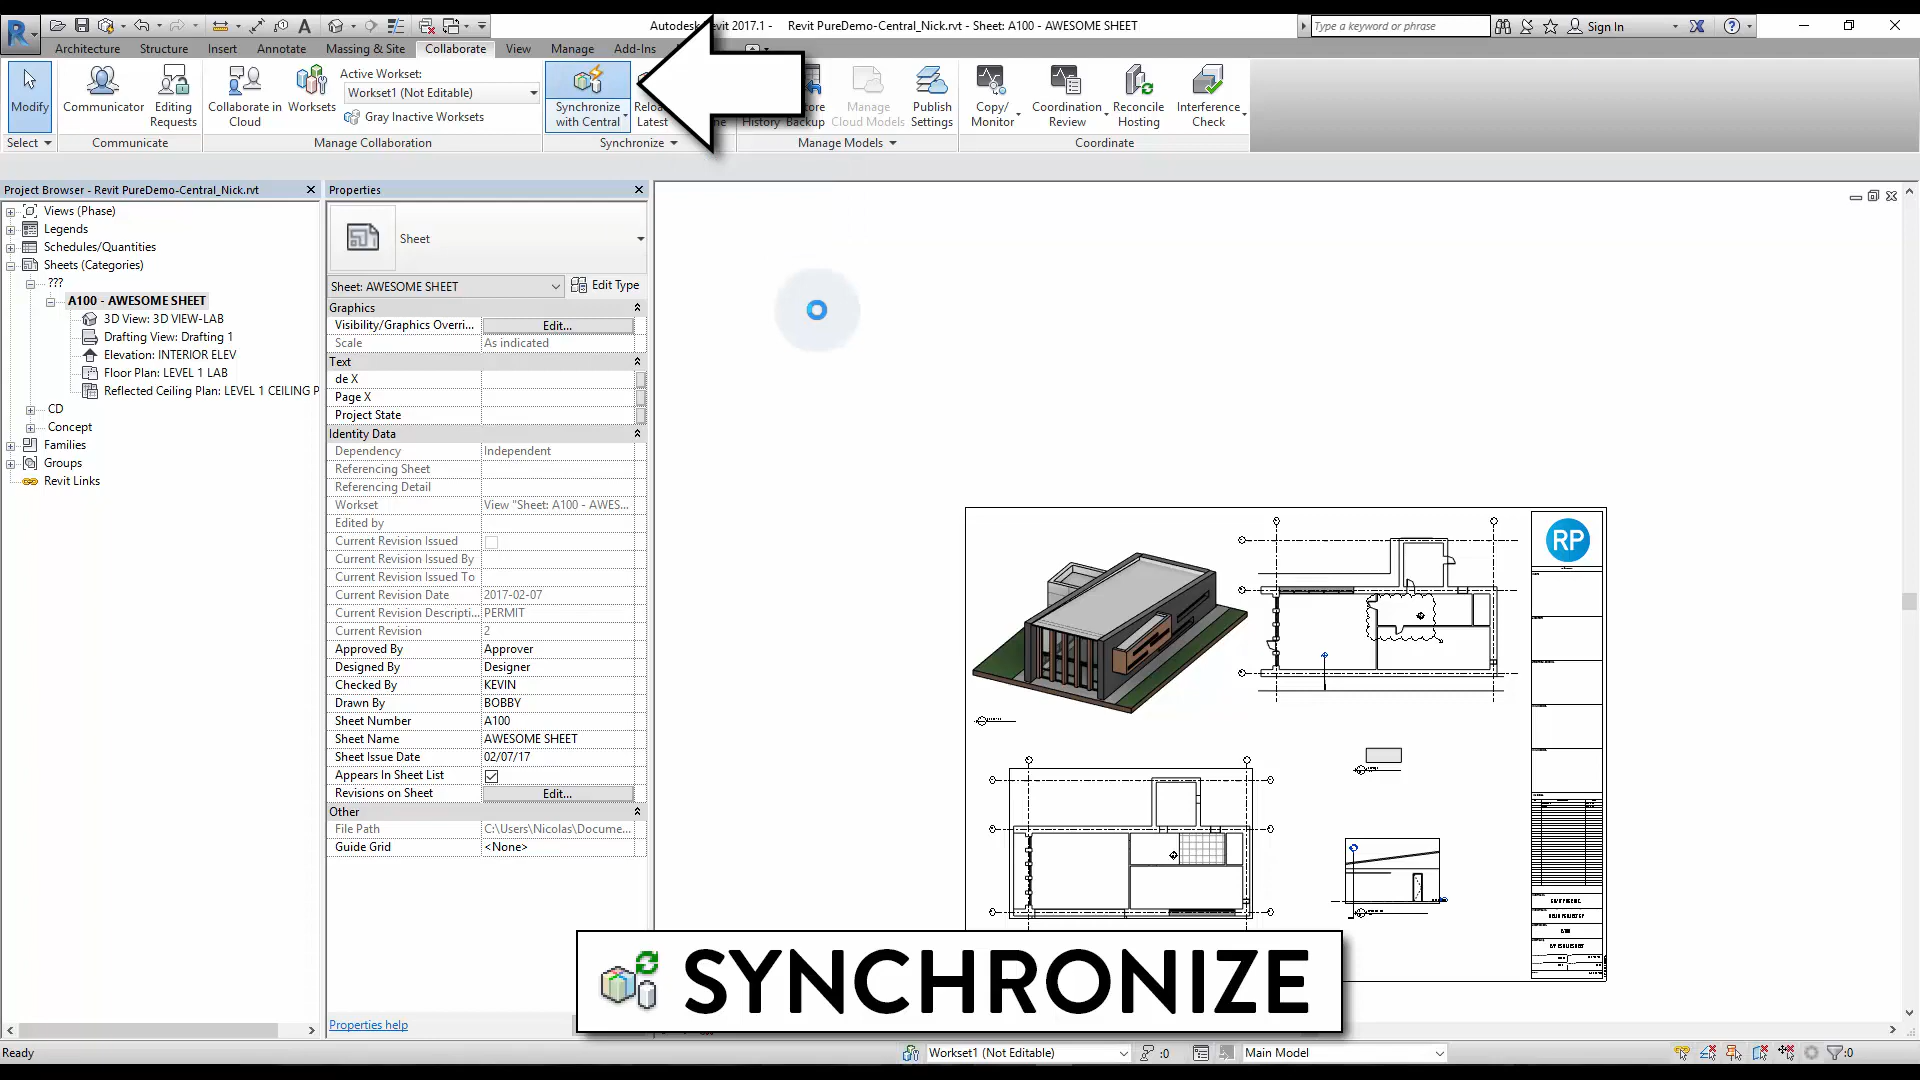 Autodes
evit 2017.1 -
Revit PureDemo-Central_Nick.rvt - Sheet: A100 - AWESOME SHEET
Type a keyword or phrase
Sign In
Architecture
Structure
Insert
Annotate
Massing & Site
Collaborate
View
Manage
Add-Ins
Modify
Communicator
Editing
Requests
Collaborate in
Cloud
Worksets
Active Workset:
Workset1 (Not Editable)
Gray Inactive Worksets
Synchronize
with Central
Reloa
Latest
History
Backup
Manage
Cloud Models
Publish
Settings
Copy/
Monitor
Coordination
Review
Reconcile
Hosting
Interference
Check
Select
Communicate
Manage Collaboration
Synchronize
Manage Models
Coordinate
Project Browser - Revit PureDemo-Central_Nick.rvt
Views (Phase)
Legends
Schedules/Quantities
Sheets (Categories)
???
A100 - AWESOME SHEET
3D View: 3D VIEW-LAB
Drafting View: Drafting 1
Elevation: INTERIOR ELEV
Floor Plan: LEVEL 1 LAB
Reflected Ceiling Plan: LEVEL 1 CEILING P
CD
Concept
Families
Groups
Revit Links
Properties
Sheet
Sheet: AWESOME SHEET
Edit Type
Graphics
Visibility/Graphics Overri... Edit...
Scale As indicated
Text
de X
Page X
Project State
Identity Data
Dependency Independent
Referencing Sheet
Referencing Detail
Workset View "Sheet: A100 - AWES...
Edited by
Current Revision Issued
Current Revision Issued By
Current Revision Issued To
Current Revision Date 2017-02-07
Current Revision Descripti... PERMIT
Current Revision 2
Approved By Approver
Designed By Designer
Checked By KEVIN
Drawn By BOBBY
Sheet Number A100
Sheet Name AWESOME SHEET
Sheet Issue Date 02/07/17
Appears In Sheet List
Revisions on Sheet Edit...
Other
File Path C:\Users\Nicolas\Docume...
Guide Grid <None>
Properties help
RP
SYNCHRONIZE
Ready
Workset1 (Not Editable)
:0
Main Model
:0